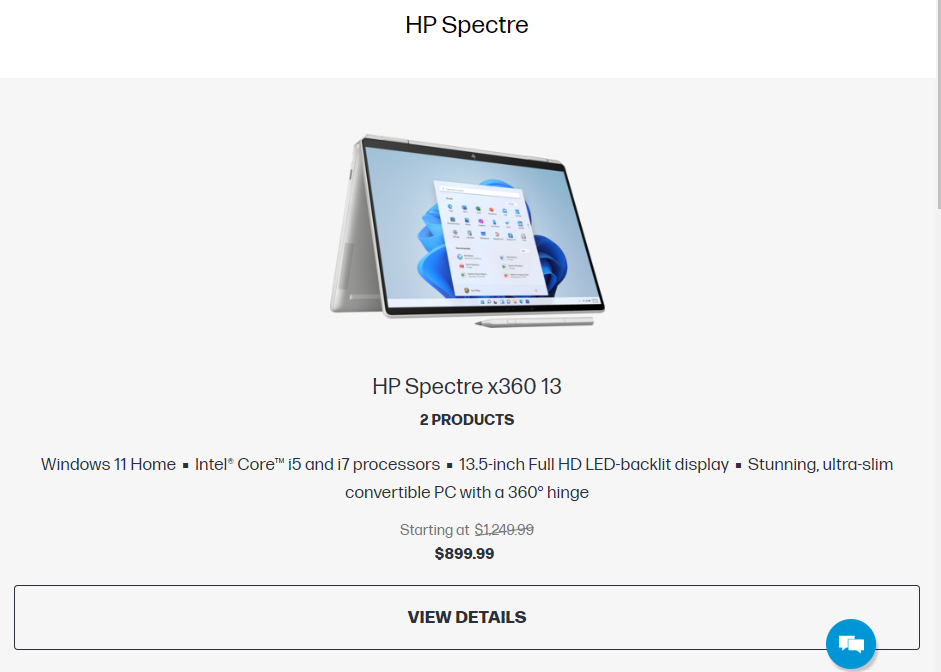 HP Spectre
HP Spectre x360 13
2 PRODUCTS
Windows 11 Home ▪ Intel® Core™ i5 and i7 processors ▪ 13.5-inch Full HD LED-backlit display ▪ Stunning, ultra-slim
convertible PC with a 360° hinge
Starting at $1,249.99
$899.99
VIEW DETAILS